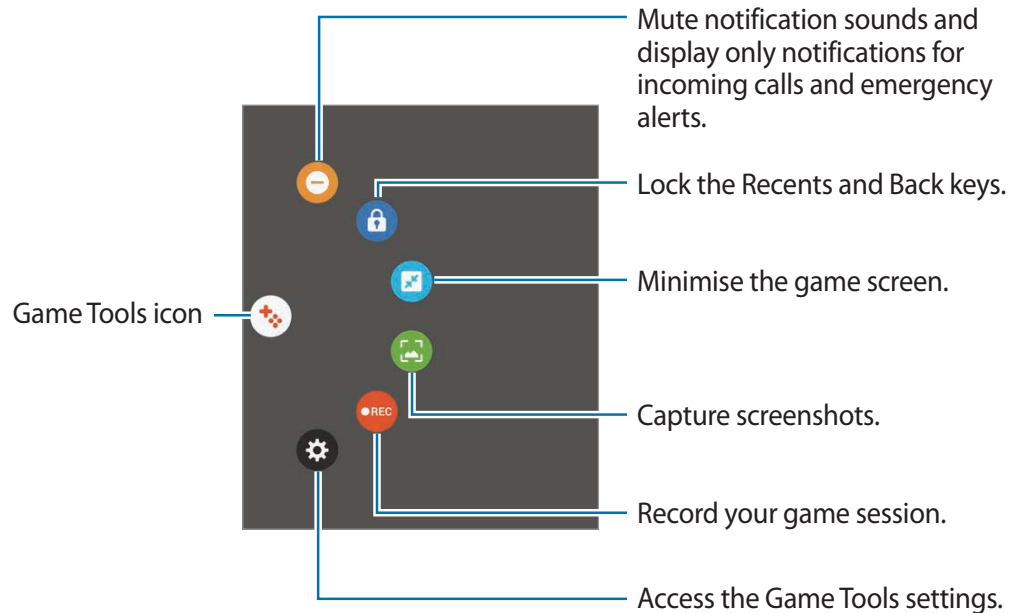 Mute notification sounds and
display only notifications for
incoming calls and emergency
alerts.
Lock the Recents and Back keys.
Minimise the game screen.
Game Tools icon
Capture screenshots.
REC
Record your game session.
Access the Game Tools settings.